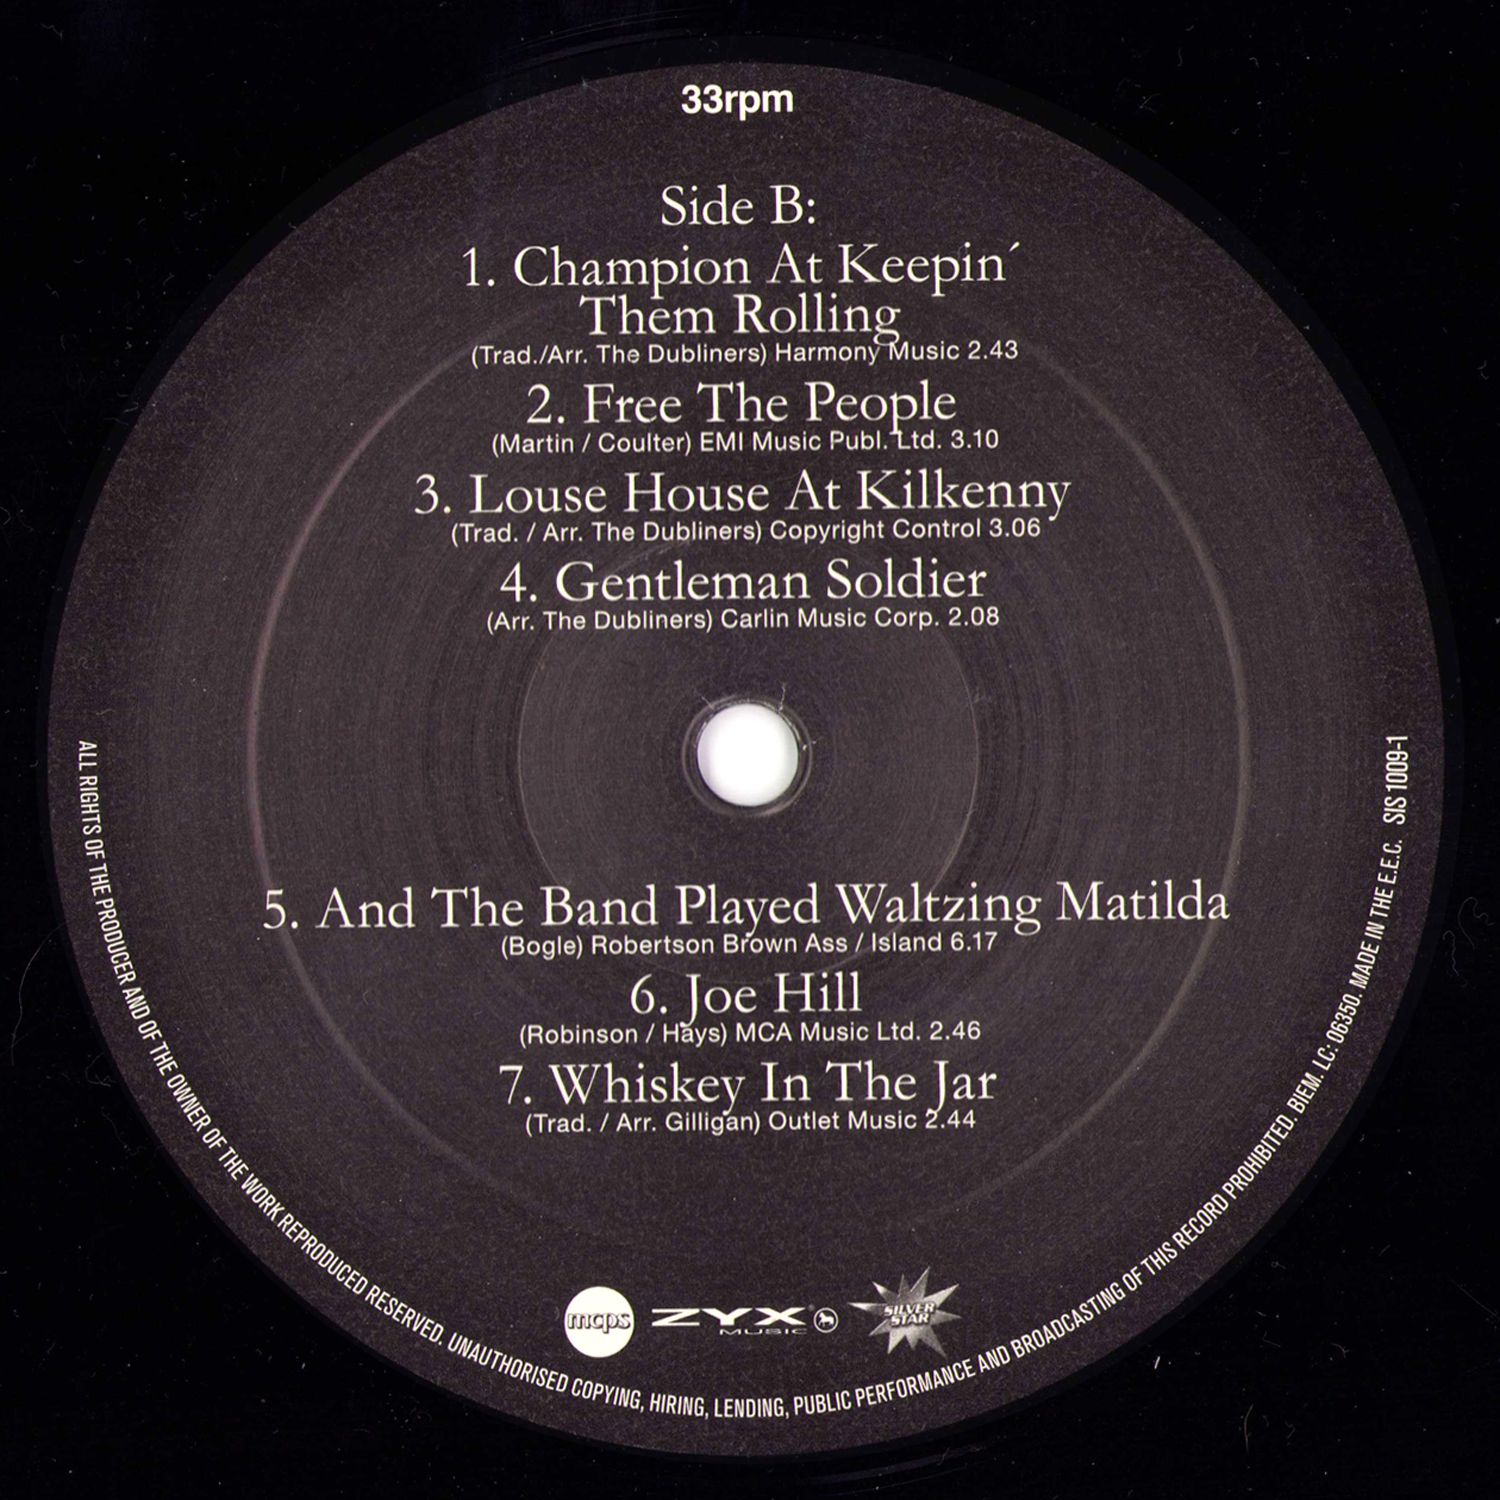 33rpm
Side B:
1. Champion At Keepin´
Them Rolling
(Trad./Arr. The Dubliners) Harmony Music 2.43
2. Free The People
(Martin / Coulter) EMI Music Publ. Ltd. 3.10
3. Louse House At Kilkenny
(Trad. / Arr. The Dubliners) Copyright Control 3.06
4. Gentleman Soldier
(Arr. The Dubliners) Carlin Music Corp. 2.08
5. And The Band Played Waltzing Matilda
(Bogle) Robertson Brown Ass / Island 6.17
6. Joe Hill
(Robinson / Hays) MCA Music Ltd. 2.46
7. Whiskey In The Jar
(Trad. / Arr. Gilligan) Outlet Music 2.44
mcps
ZYX
MUSIC
SILVER
STAR
ALL RIGHTS OF THE PRODUCER AND OF THE OWNER OF THE WORK REPRODUCED RESERVED. UNAUTHORISED COPYING, HIRING, LENDING, PUBLIC PERFORMANCE AND BROADCASTING OF THIS RECORD PROHIBITED. BIEM. LC: 06350. MADE IN THE E.E.C. SIS 1009-1